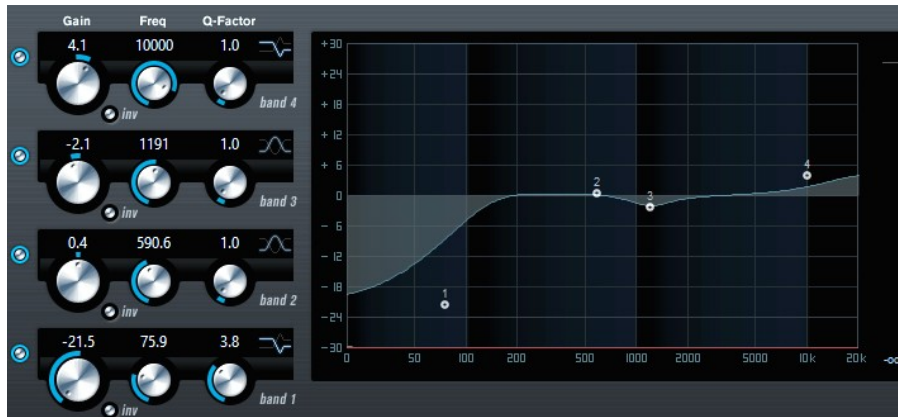 Gain Freq Q-Factor
4.1 10000 1.0
inv band 4
-2.1 1191 1.0
inv band 3
0.4 590.6 1.0
inv band 2
-21.5 75.9 3.8
inv band 1
+30
+24
+18
+12
+6
0
-6
-12
-18
-24
-30
1 2 3 4
0 50 100 200 500 1000 2000 5000 10k 20k